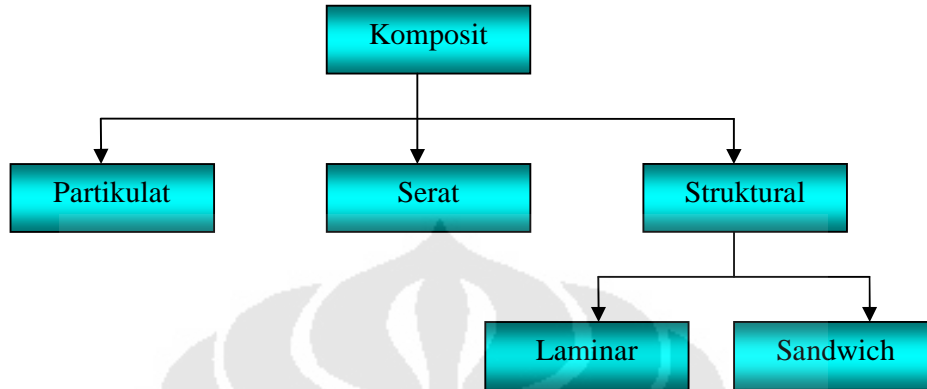 Komposit
Partikulat
Serat
Struktural
Laminar
Sandwich